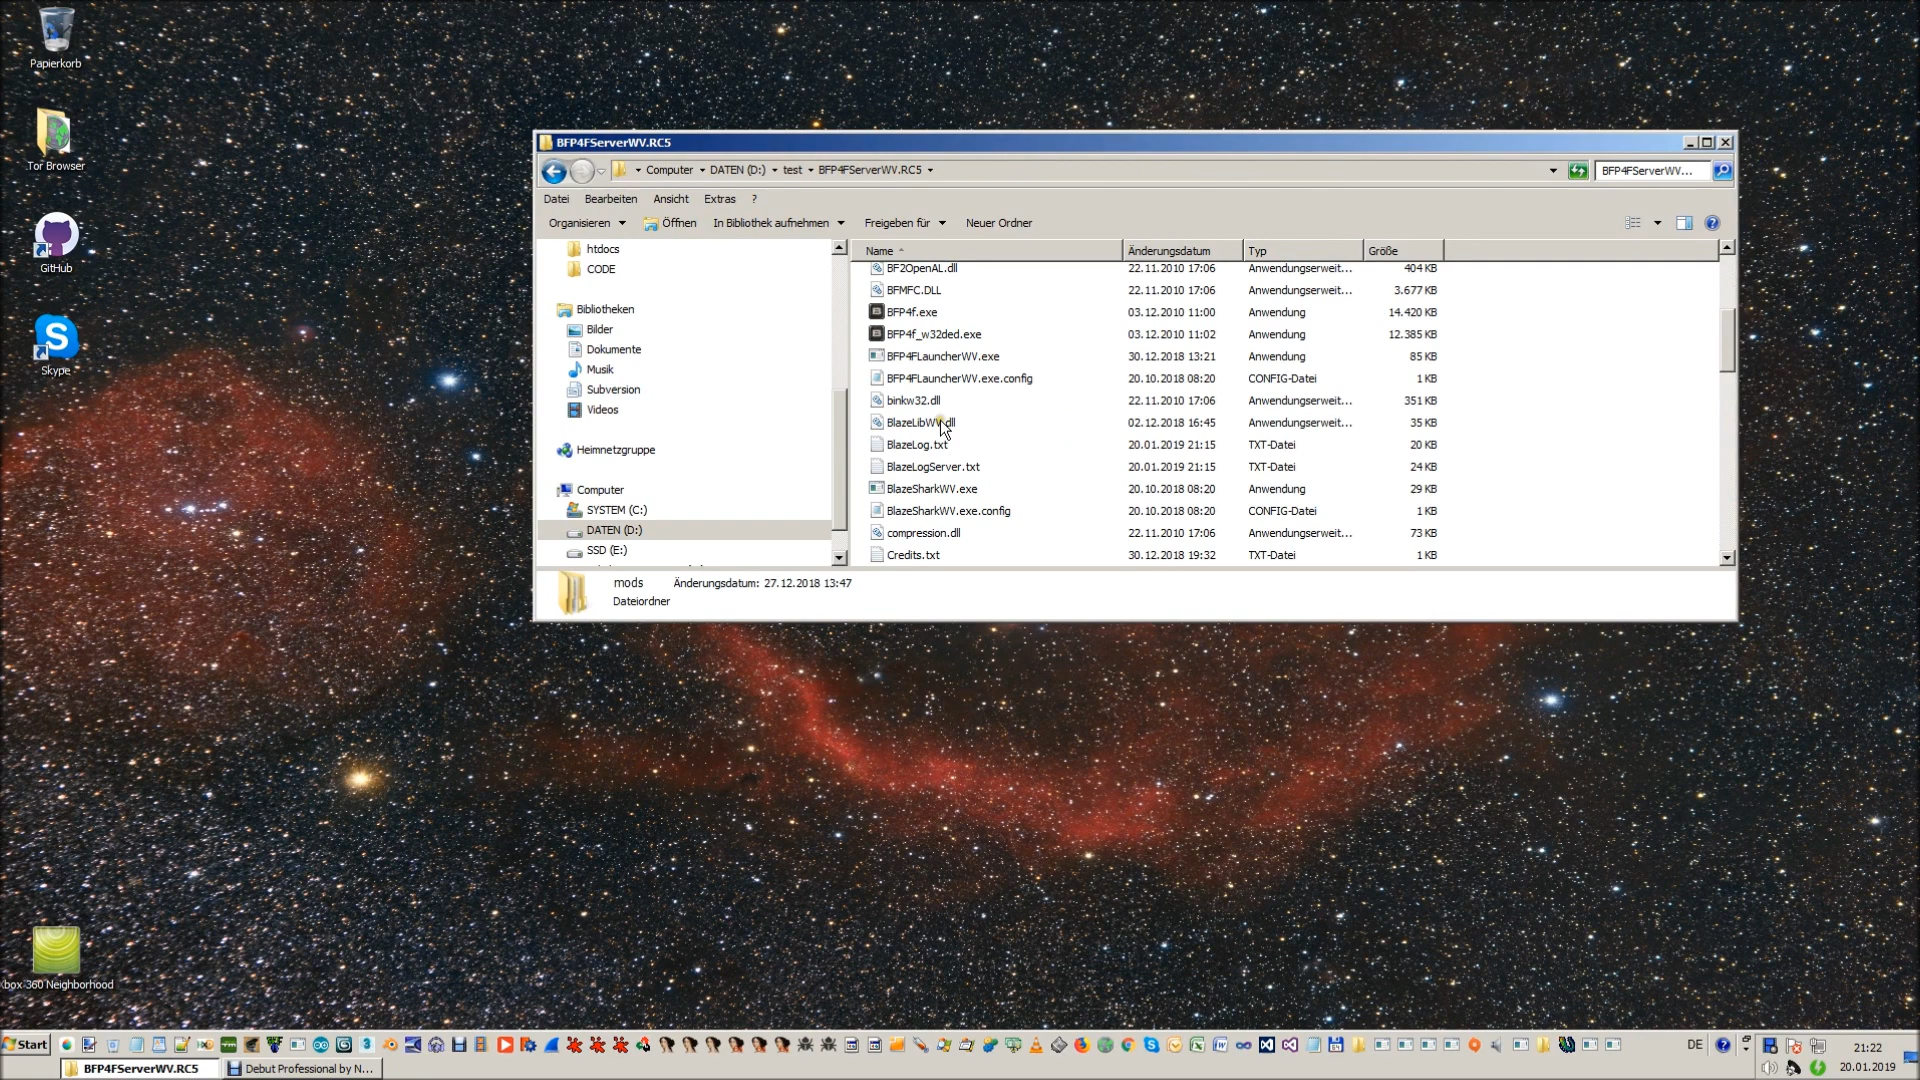 Papierkorb
Tor Browser
GitHub
Skype
box 360 Neighborhood
BFP4FServerWV.RC5
Computer DATEN (D:) test BFP4FServerWV.RC5
BFP4FServerWV...
Datei Bearbeiten Ansicht Extras ?
Organisieren Öffnen In Bibliothek aufnehmen Freigeben für Neuer Ordner
htdocs
CODE
Bibliotheken
Bilder
Dokumente
Musik
Subversion
Videos
Heimnetzgruppe
Computer
SYSTEM (C:)
DATEN (D:)
SSD (E:)
Name Änderungsdatum Typ Größe
BF2OpenAL.dll 22.11.2010 17:06 Anwendungserweit... 404 KB
BFMFC.DLL 22.11.2010 17:06 Anwendungserweit... 3.677 KB
BFP4f.exe 03.12.2010 11:00 Anwendung 14.420 KB
BFP4f_w32ded.exe 03.12.2010 11:02 Anwendung 12.385 KB
BFP4FLauncherWV.exe 30.12.2018 13:21 Anwendung 85 KB
BFP4FLauncherWV.exe.config 20.10.2018 08:20 CONFIG-Datei 1 KB
binkw32.dll 22.11.2010 17:06 Anwendungserweit... 351 KB
BlazeLibWV.dll 02.12.2018 16:45 Anwendungserweit... 35 KB
BlazeLog.txt 20.01.2019 21:15 TXT-Datei 20 KB
BlazeLogServer.txt 20.01.2019 21:15 TXT-Datei 24 KB
BlazeSharkWV.exe 20.10.2018 08:20 Anwendung 29 KB
BlazeSharkWV.exe.config 20.10.2018 08:20 CONFIG-Datei 1 KB
compression.dll 22.11.2010 17:06 Anwendungserweit... 73 KB
Credits.txt 30.12.2018 19:32 TXT-Datei 1 KB
mods Änderungsdatum: 27.12.2018 13:47
Dateiordner
Start
DE
21:22
BFP4FServerWV.RC5
Debut Professional by N...
20.01.2019